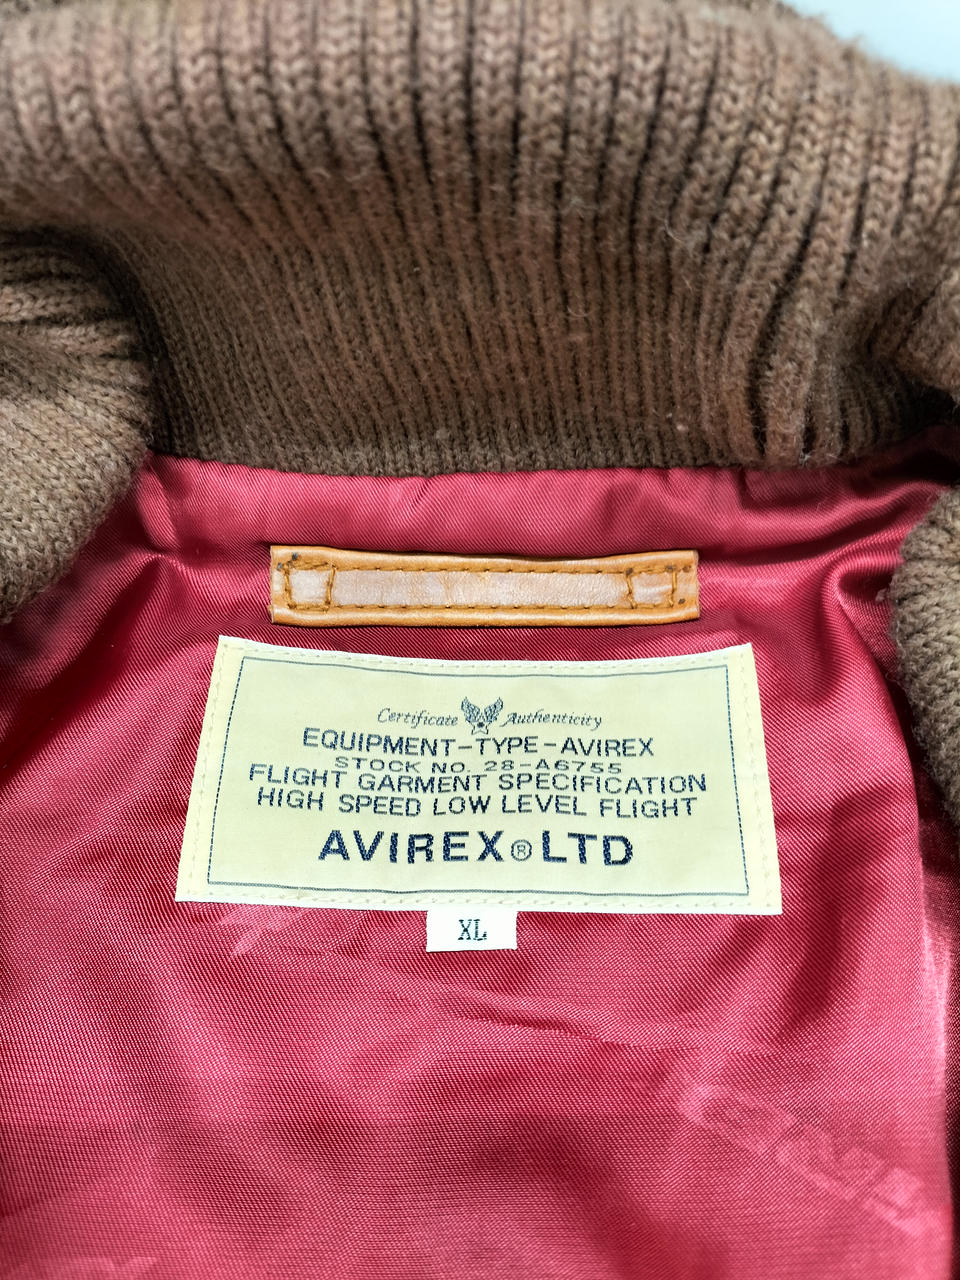 Certificate Authenticity
EQUIPMENT-TYPE-AVIREX
STOCK NO. 28-A6755
FLIGHT GARMENT SPECIFICATION
HIGH SPEED LOW LEVEL FLIGHT
AVIREX®LTD
XL